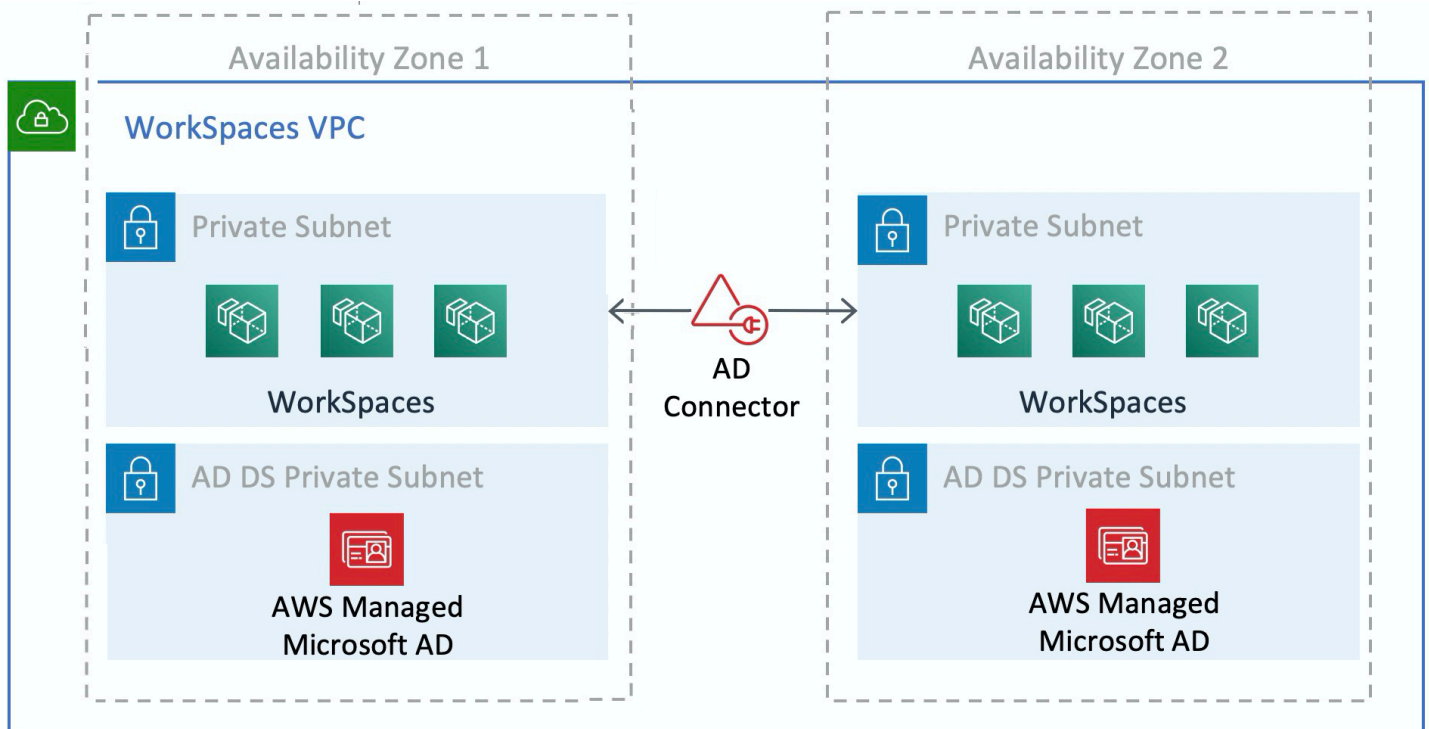 Availability Zone 1
Availability Zone 2
WorkSpaces VPC
Private Subnet
WorkSpaces
AD DS Private Subnet
AWS Managed
Microsoft AD
AD
Connector
Private Subnet
WorkSpaces
AD DS Private Subnet
AWS Managed
Microsoft AD